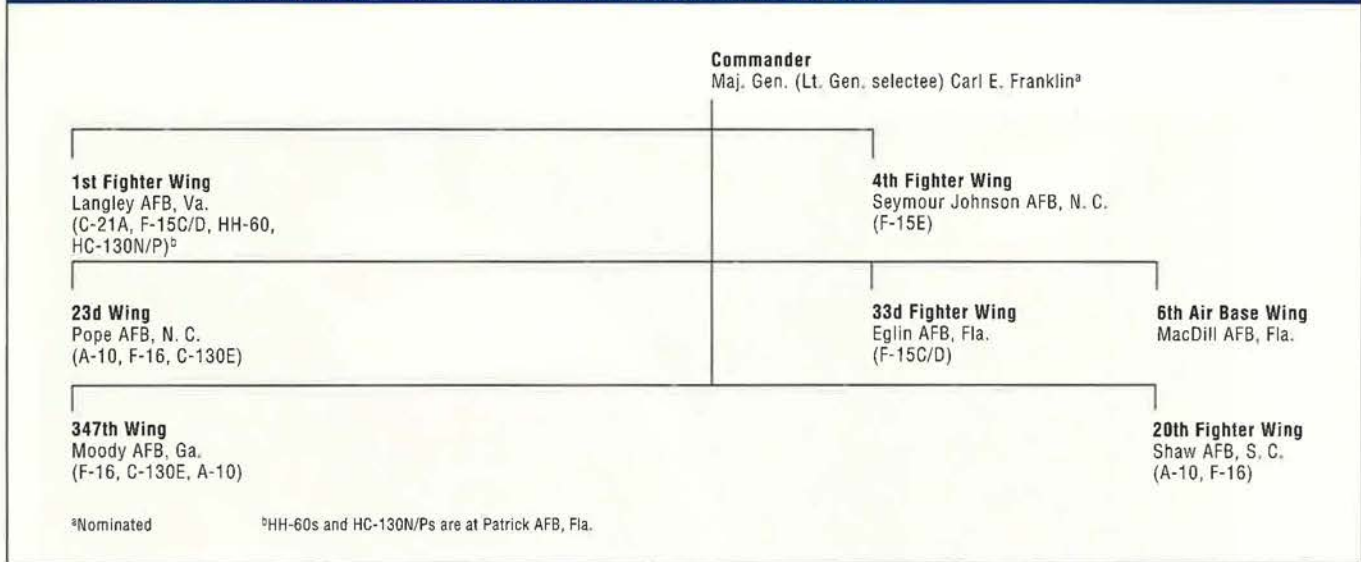 Commander
Maj. Gen. (Lt. Gen. selectee) Carl E. Franklinᵃ
1st Fighter Wing
Langley AFB, Va.
(C-21A, F-15C/D, HH-60,
HC-130N/P)ᵇ
4th Fighter Wing
Seymour Johnson AFB, N. C.
(F-15E)
23d Wing
Pope AFB, N. C.
(A-10, F-16, C-130E)
33d Fighter Wing
Eglin AFB, Fla.
(F-15C/D)
6th Air Base Wing
MacDill AFB, Fla.
347th Wing
Moody AFB, Ga.
(F-16, C-130E, A-10)
20th Fighter Wing
Shaw AFB, S. C.
(A-10, F-16)
ᵃNominated
ᵇHH-60s and HC-130N/Ps are at Patrick AFB, Fla.